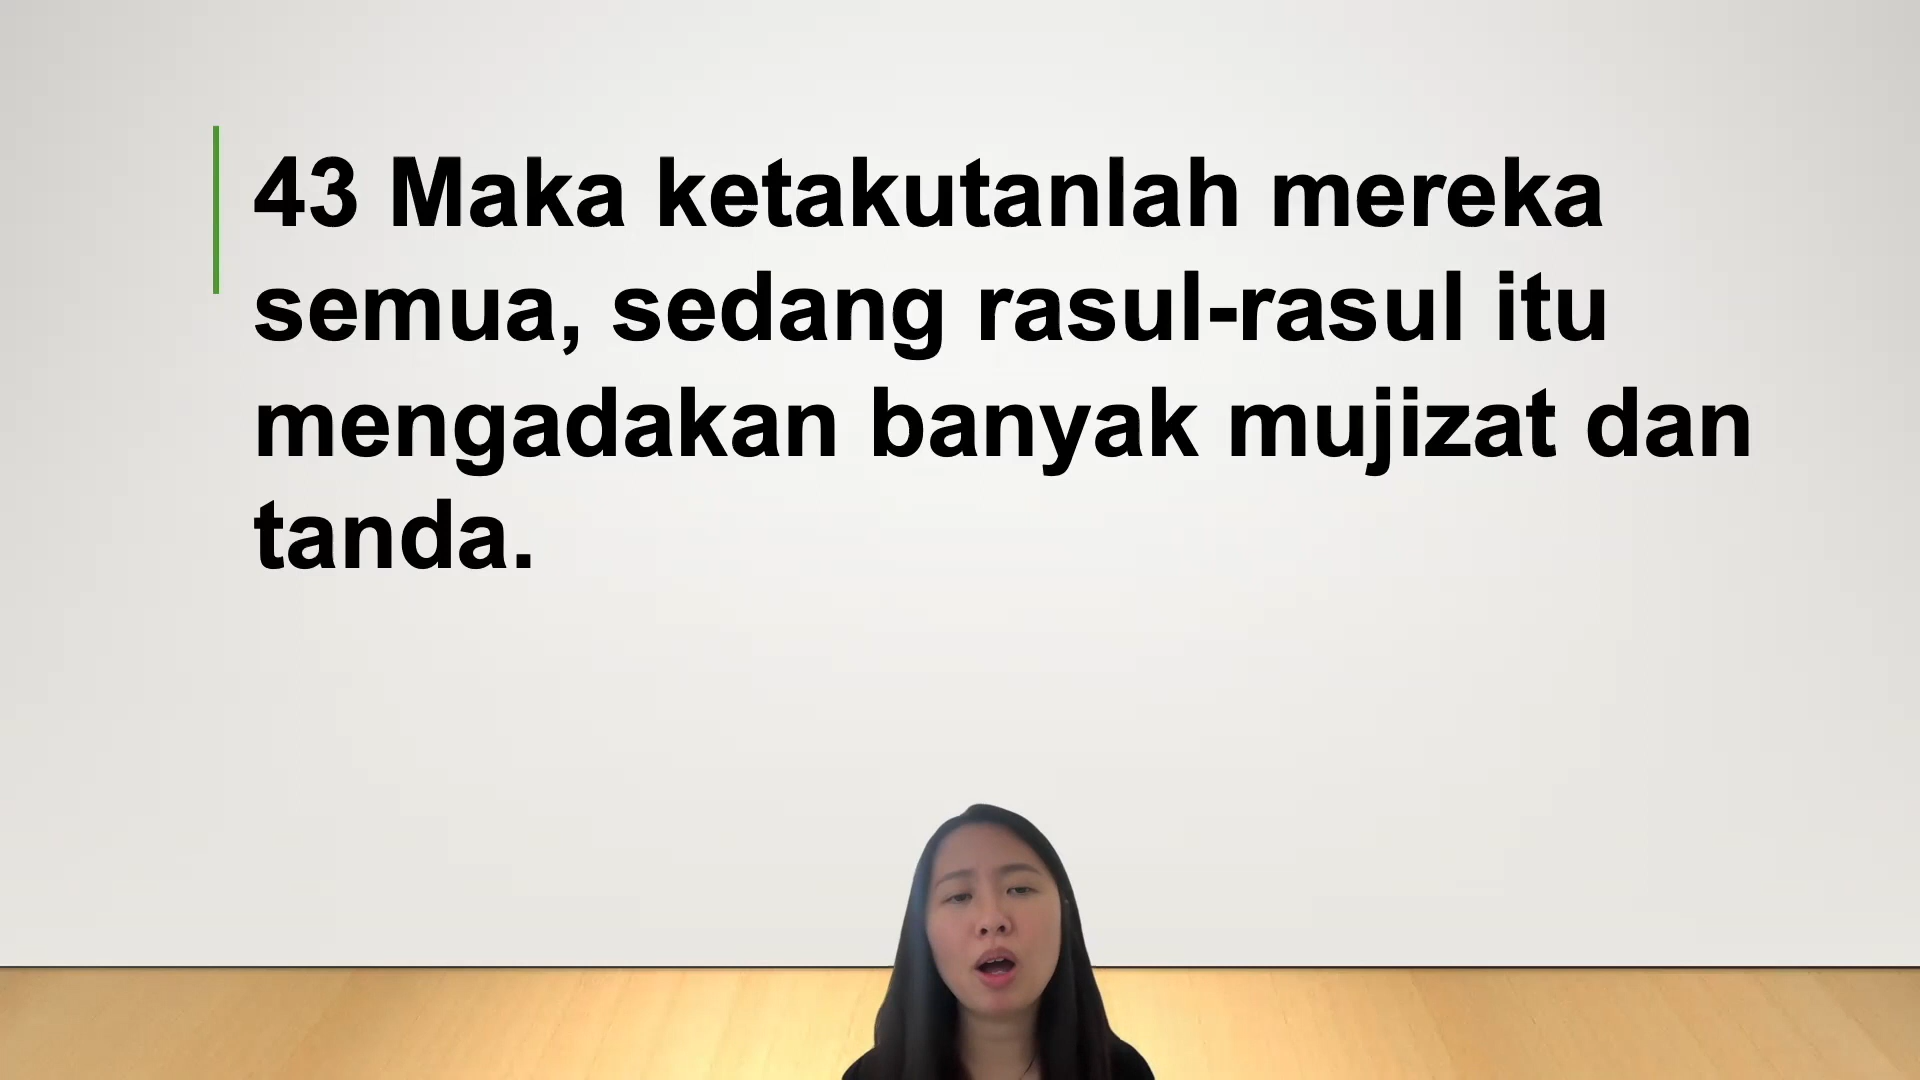 43 Maka ketakutanlah mereka
semua, sedang rasul-rasul itu
mengadakan banyak mujizat dan
tanda.